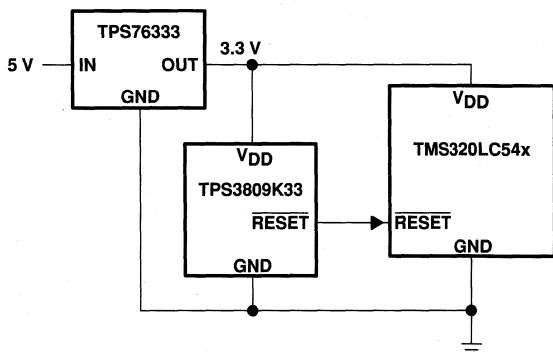 TPS76333
5 V
IN
OUT
3.3 V
GND
VDD
TPS3809K33
RESET
GND
VDD
TMS320LC54x
RESET
GND